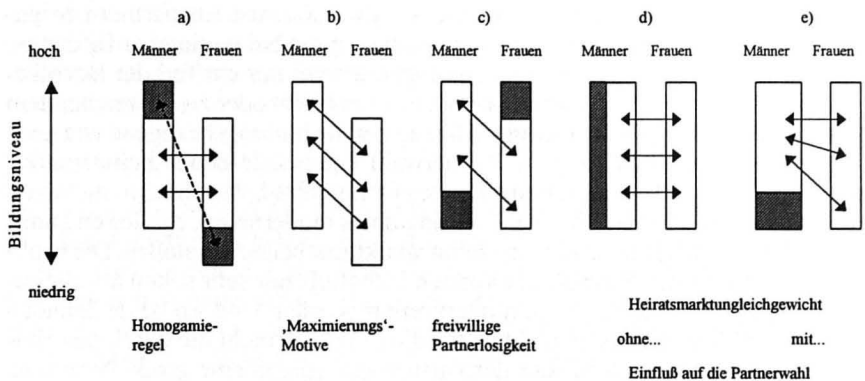 a) b) c) d) e)
Männer Frauen Männer Frauen Männer Frauen Männer Frauen Männer Frauen
hoch
Bildungsniveau
niedrig
Homogamie-
regel
„Maximierungs‘-
Motive
freiwillige
Partnerlosigkeit
Heiratsmarktungleichgewicht
ohne... mit...
Einfluß auf die Partnerwahl